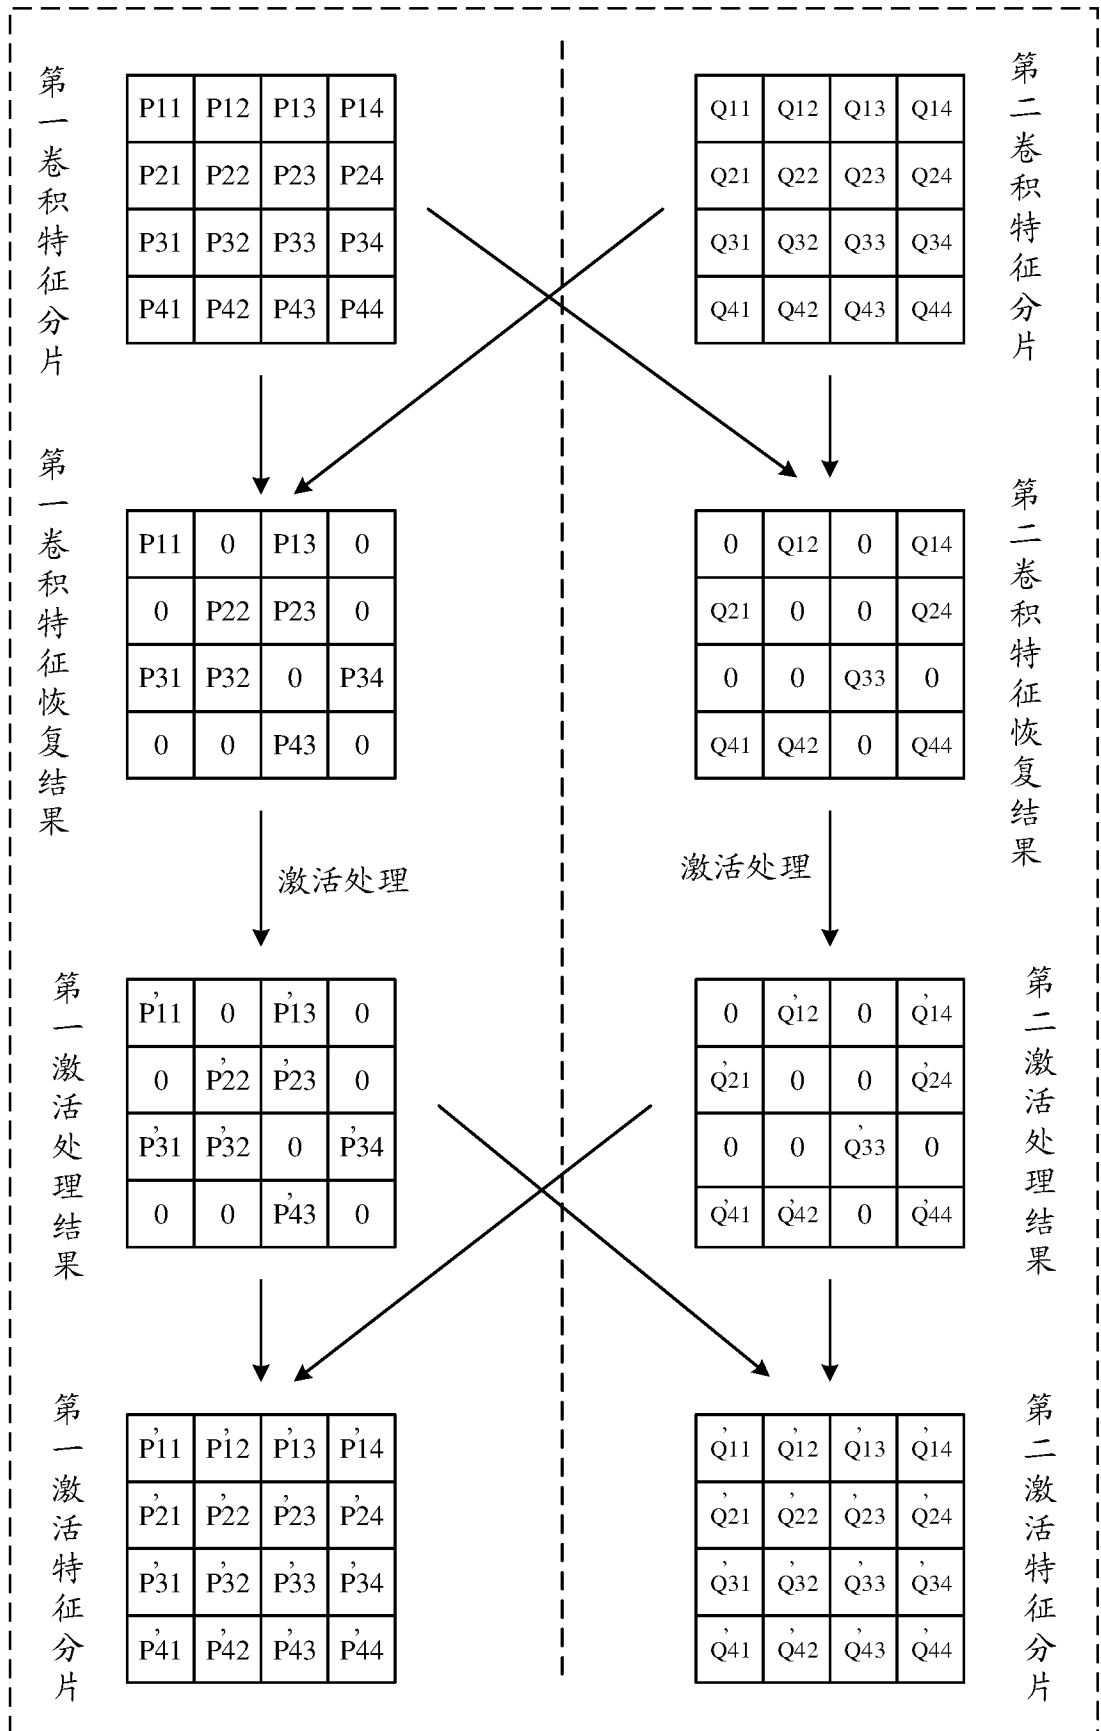 第一卷积特征分片
P11 P12 P13 P14
P21 P22 P23 P24
P31 P32 P33 P34
P41 P42 P43 P44
第二卷积特征分片
Q11 Q12 Q13 Q14
Q21 Q22 Q23 Q24
Q31 Q32 Q33 Q34
Q41 Q42 Q43 Q44
第一卷积特征恢复结果
P11 0 P13 0
0 P22 P23 0
P31 P32 0 P34
0 0 P43 0
第二卷积特征恢复结果
0 Q12 0 Q14
Q21 0 0 Q24
0 0 Q33 0
Q41 Q42 0 Q44
激活处理
激活处理
第一激活处理结果
P'11 0 P'13 0
0 P'22 P'23 0
P'31 P'32 0 P'34
0 0 P'43 0
第二激活处理结果
0 Q'12 0 Q'14
Q'21 0 0 Q'24
0 0 Q'33 0
Q'41 Q'42 0 Q'44
第一激活特征分片
P'11 P'12 P'13 P'14
P'21 P'22 P'23 P'24
P'31 P'32 P'33 P'34
P'41 P'42 P'43 P'44
第二激活特征分片
Q'11 Q'12 Q'13 Q'14
Q'21 Q'22 Q'23 Q'24
Q'31 Q'32 Q'33 Q'34
Q'41 Q'42 Q'43 Q'44